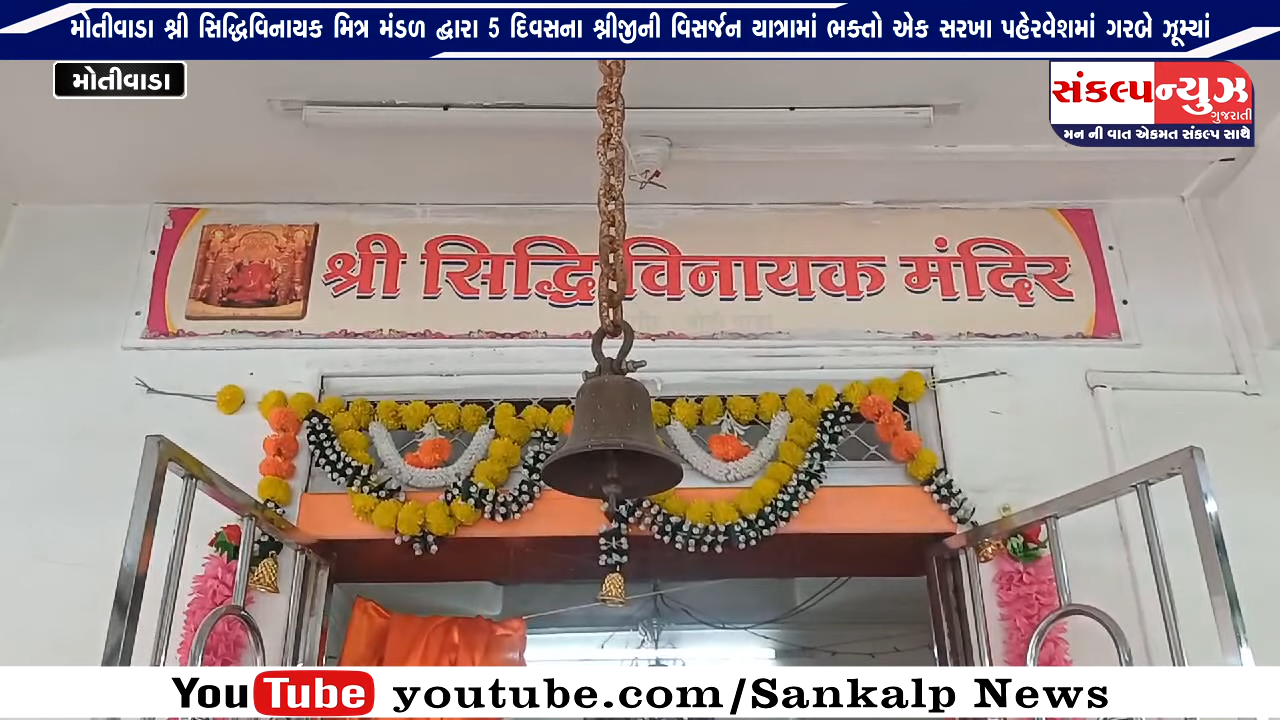 મોતીવાડા શ્રી સિદ્ધિવિનાયક મિત્ર મંડળ દ્વારા 5 દિવસના શ્રીજીની વિસર્જન યાત્રામાં ભક્તો એક સરખા પહેરવેશમાં ગરબે ઝૂમ્યાં
મોતીવાડા
સંકલ્પન્યુઝ
ગુજરાતી
મન ની વાત એકમત સંકલ્પ સાથે
श्री सिद्धिविनायक मंदिर
YouTube youtube.com/Sankalp News